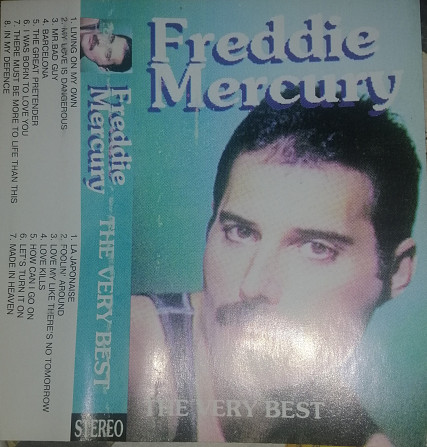 Freddie
Mercury
THE VERY BEST
Freddie
Mercury
THE VERY BEST
STEREO
1. LIVING ON MY OWN
2. MY LOVE IS DANGEROUS
3. MR.BAD GUY
4. BARCELONA
5. THE GREAT PRETENDER
6. I WAS BORN TO LOVE YOU
7. THERE MUST BE MORE TO LIFE THAN THIS
8. IN MY DEFENCE
1. LA JAPONAISE
2. FOOLIN' AROUND
3. LOVE MY LIKE THERE'S NO TOMORROW
4. LOVE KILLS
5. HOW CAN I GO ON
6. LET'S TURN IT ON
7. MADE IN HEAVEN